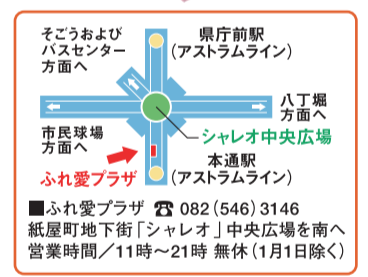 そごうおよび
バスセンター
方面へ
県庁前駅
(アストラムライン)
八丁堀
方面へ
市民球場
方面へ
シャレオ中央広場
ふれ愛プラザ
本通駅
(アストラムライン)
■ふれ愛プラザ ☎ 082(546)3146
紙屋町地下街「シャレオ」中央広場を南へ
営業時間／11時〜21時 無休(1月1日除く)